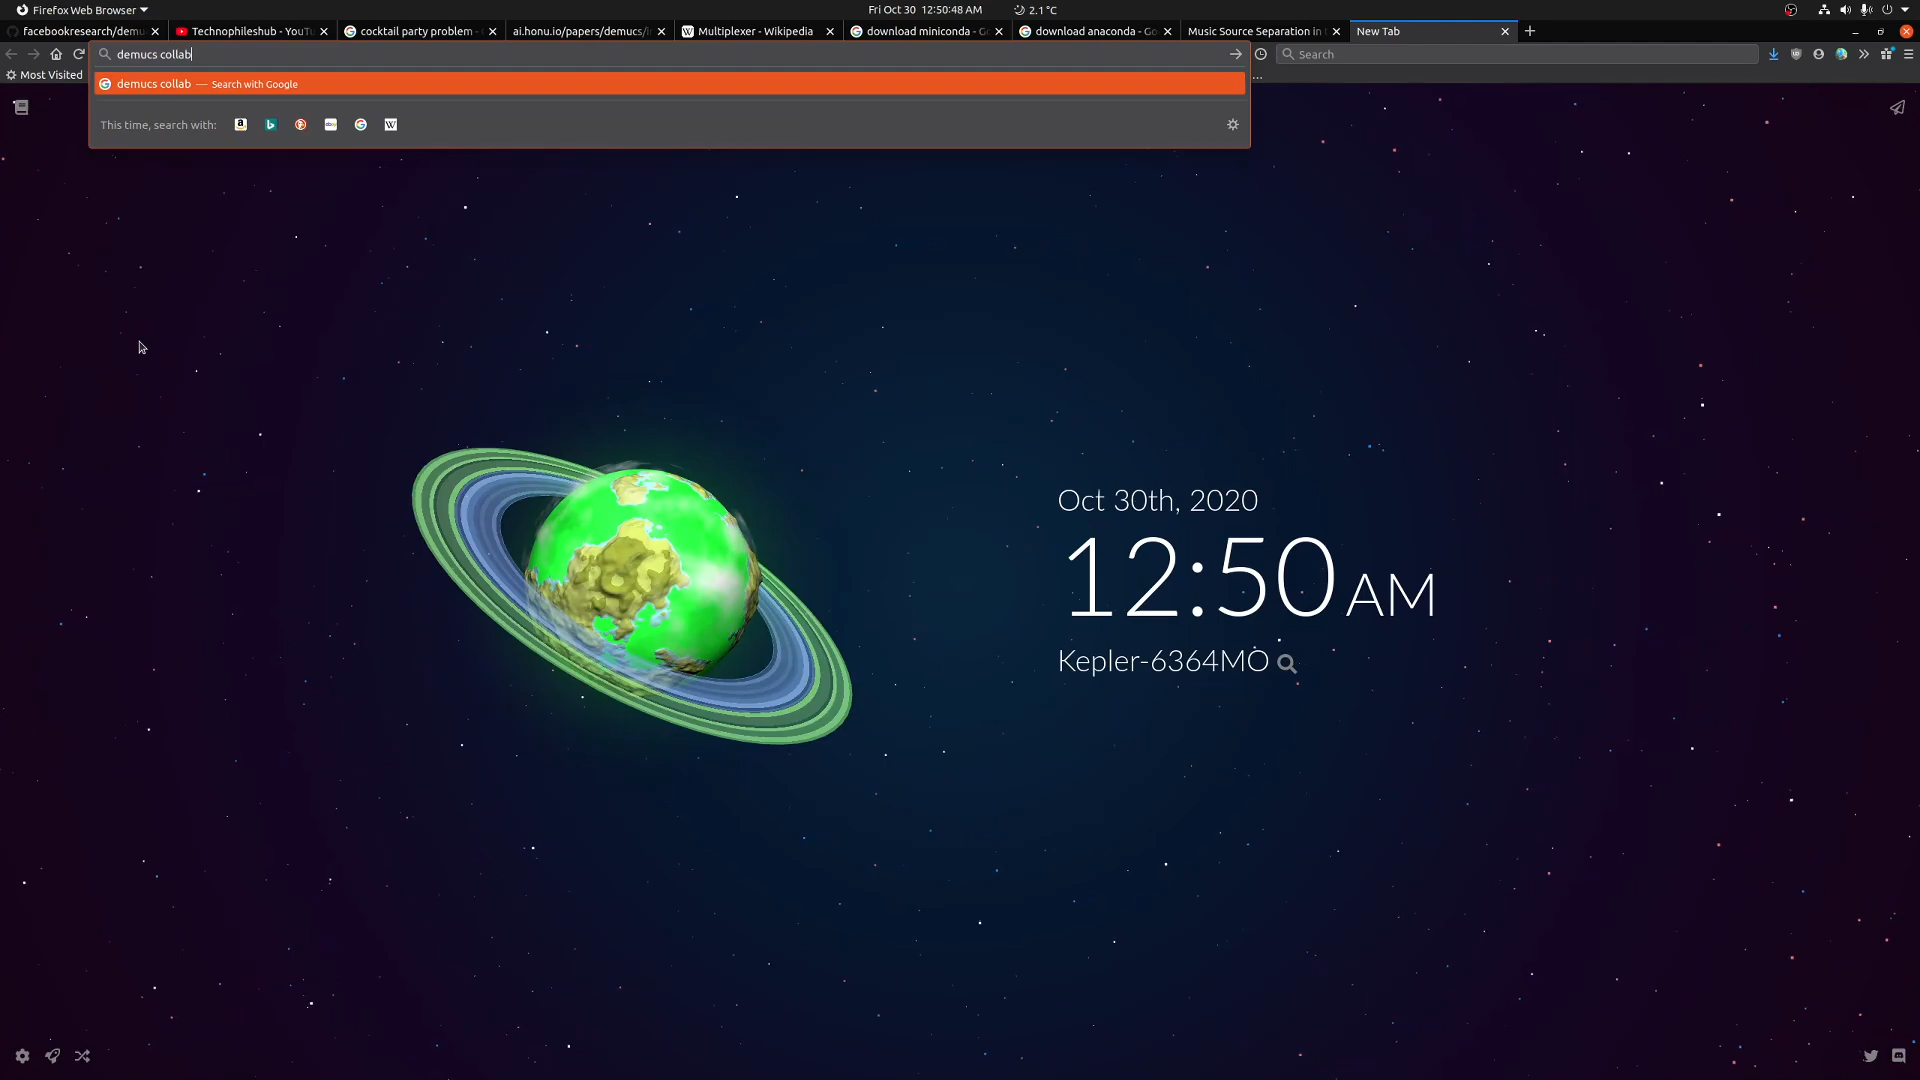 Firefox Web Browser
Fri Oct 30 12:50:48 AM
2.1 °C
facebookresearch/demu
Technophileshub - YouTu
cocktail party problem -
ai.honu.io/papers/demucs/
Multiplexer - Wikipedia
download miniconda - Go
download anaconda - Go
Music Source Separation in
New Tab
demucs collab
Search
Most Visited
demucs collab — Search with Google
This time, search with:
Oct 30th, 2020
12:50 AM
Kepler-6364MO